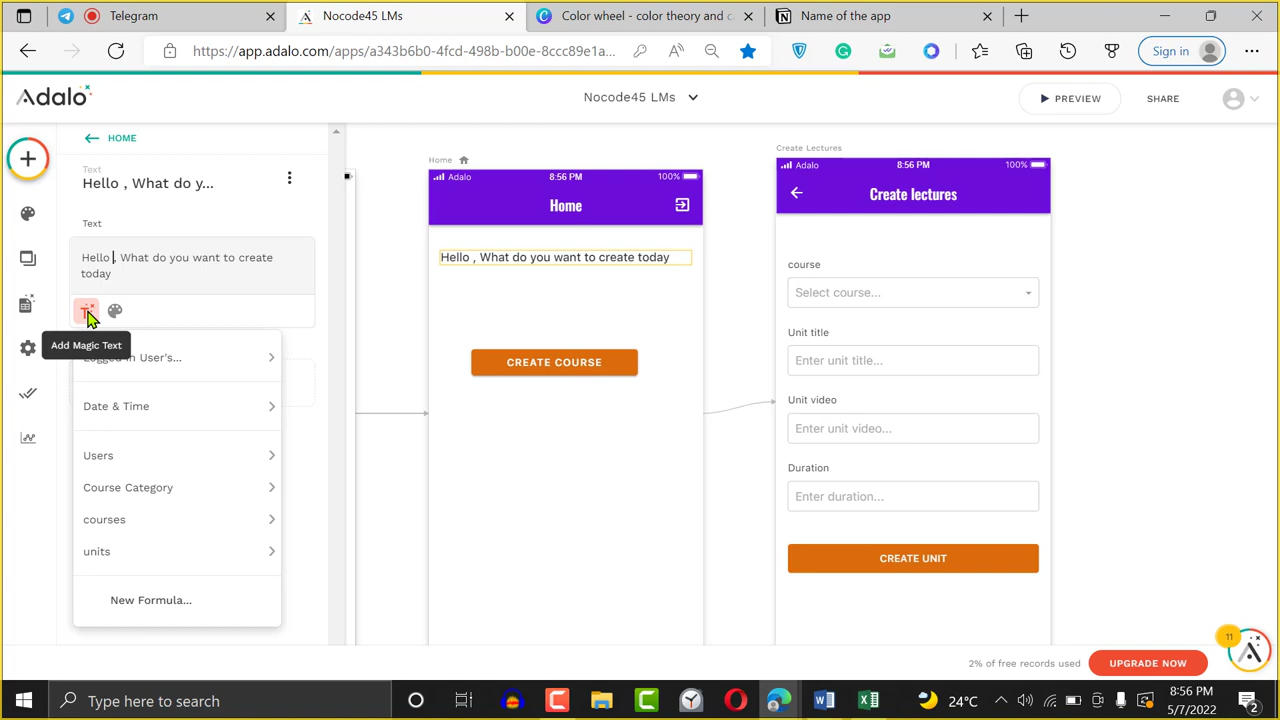 Telegram
Nocode45 LMs
Color wheel - color theory and c
Name of the app
https://app.adalo.com/apps/a343b6b0-4fcd-498b-b00e-8ccc89e1a...
Sign in
Adalo
Nocode45 LMs
PREVIEW
SHARE
HOME
Text
Hello , What do y...
Text
Hello , What do you want to create
today
Add Magic Text
Logged In User's...
Date & Time
Users
Course Category
courses
units
New Formula...
Home
Adalo 8:56 PM 100%
Home
Hello , What do you want to create today
CREATE COURSE
Create Lectures
Adalo 8:56 PM 100%
Create lectures
course
Select course...
Unit title
Enter unit title...
Unit video
Enter unit video...
Duration
Enter duration...
CREATE UNIT
2% of free records used
UPGRADE NOW
11
Type here to search
24°C
8:56 PM
5/7/2022
2